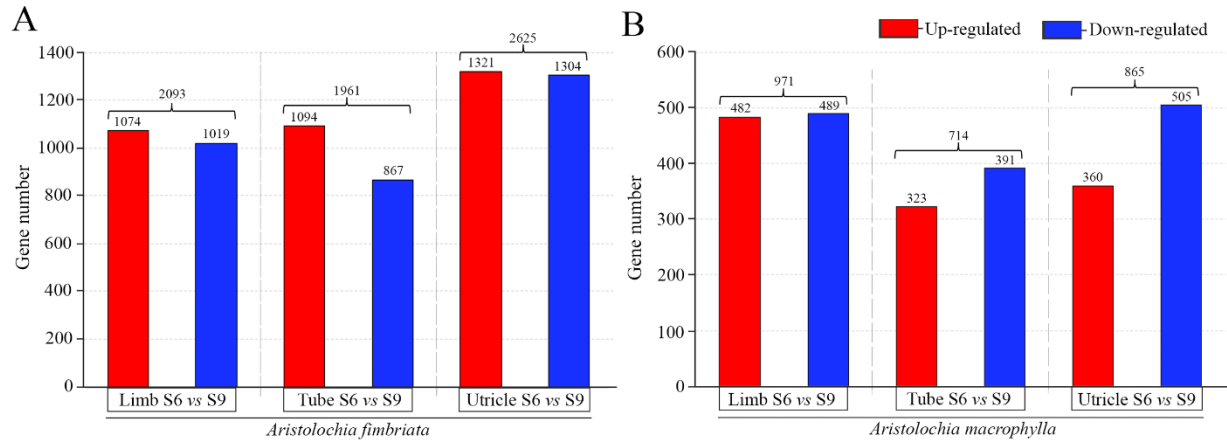 A
Gene number
1400
1200
1000
800
600
400
200
0
2093
1074
1019
1961
1094
867
2625
1321
1304
Limb S6 vs S9
Tube S6 vs S9
Utricle S6 vs S9
Aristolochia fimbriata
B
Up-regulated
Down-regulated
Gene number
600
500
400
300
200
100
0
971
482
489
714
323
391
865
360
505
Limb S6 vs S9
Tube S6 vs S9
Utricle S6 vs S9
Aristolochia macrophylla